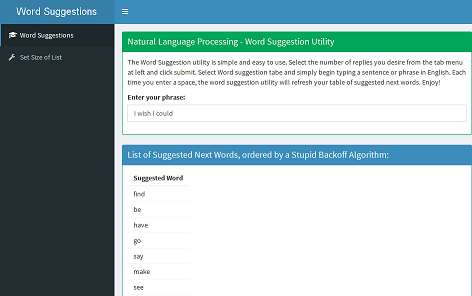 Word Suggestions
Word Suggestions
Set Size of List
Natural Language Processing - Word Suggestion Utility
The Word Suggestion utility is simple and easy to use. Select the number of replies you desire from the tab menu
at left and click submit. Select Word suggestion tabe and simply begin typing a sentence or phrase in English. Each
time you enter a space, the word suggestion utility will refresh your table of suggested next words. Enjoy!
Enter your phrase:
I wish I could
List of Suggested Next Words, ordered by a Stupid Backoff Algorithm:
Suggested Word
find
be
have
go
say
make
see